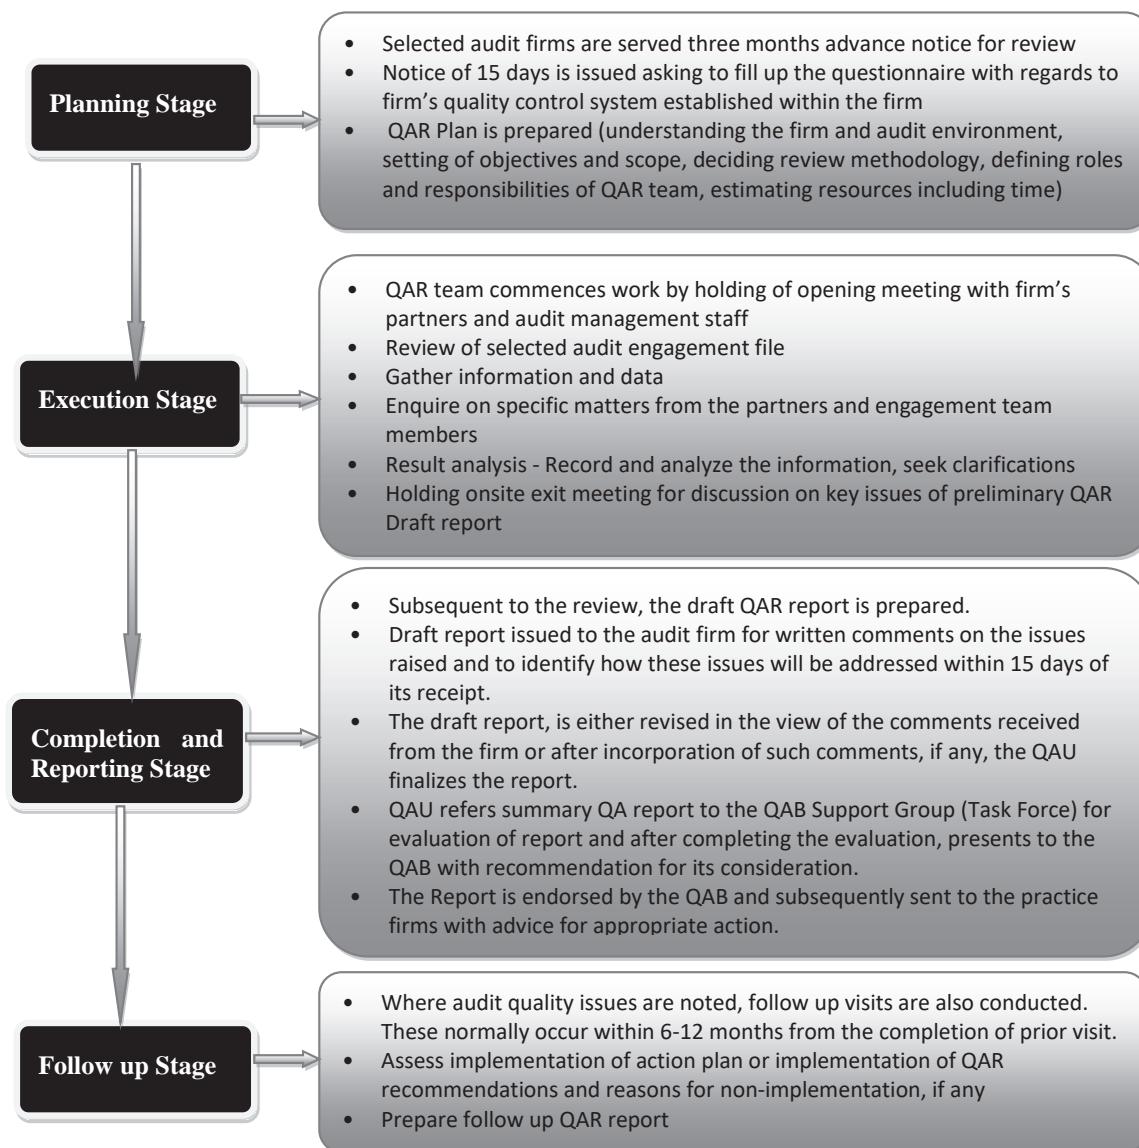 Planning Stage
• Selected audit firms are served three months advance notice for review
• Notice of 15 days is issued asking to fill up the questionnaire with regards to
firm's quality control system established within the firm
• QAR Plan is prepared (understanding the firm and audit environment,
setting of objectives and scope, deciding review methodology, defining roles
and responsibilities of QAR team, estimating resources including time)
Execution Stage
• QAR team commences work by holding of opening meeting with firm's
partners and audit management staff
• Review of selected audit engagement file
• Gather information and data
• Enquire on specific matters from the partners and engagement team
members
• Result analysis - Record and analyze the information, seek clarifications
• Holding onsite exit meeting for discussion on key issues of preliminary QAR
Draft report
Completion and
Reporting Stage
• Subsequent to the review, the draft QAR report is prepared.
• Draft report issued to the audit firm for written comments on the issues
raised and to identify how these issues will be addressed within 15 days of
its receipt.
• The draft report, is either revised in the view of the comments received
from the firm or after incorporation of such comments, if any, the QAU
finalizes the report.
• QAU refers summary QA report to the QAB Support Group (Task Force) for
evaluation of report and after completing the evaluation, presents to the
QAB with recommendation for its consideration.
• The Report is endorsed by the QAB and subsequently sent to the practice
firms with advice for appropriate action.
Follow up Stage
• Where audit quality issues are noted, follow up visits are also conducted.
These normally occur within 6-12 months from the completion of prior visit.
• Assess implementation of action plan or implementation of QAR
recommendations and reasons for non-implementation, if any
• Prepare follow up QAR report